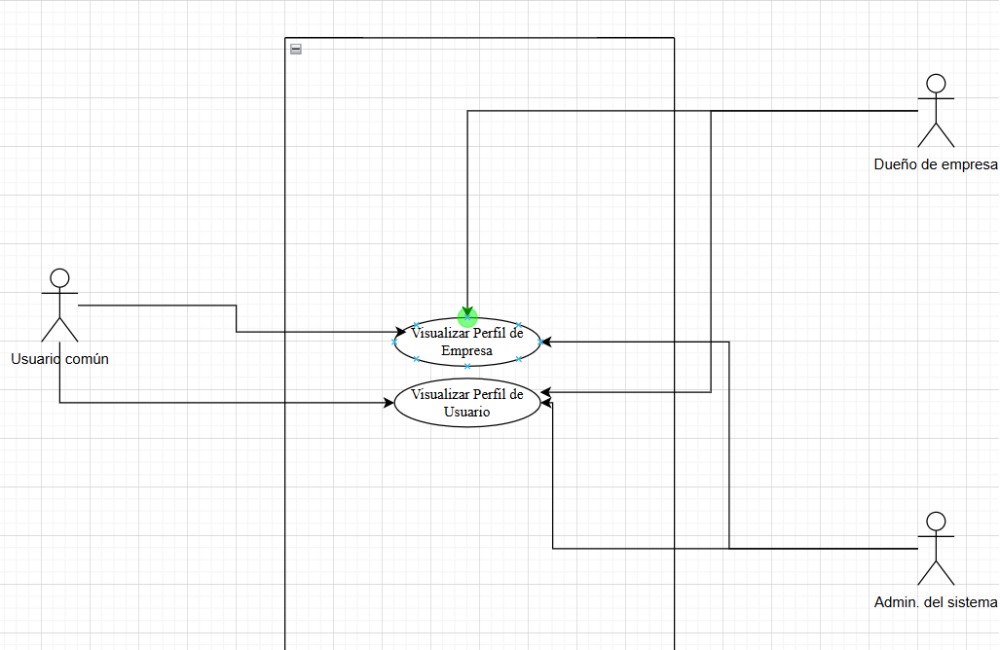 Dueño de empresa
Usuario común
Visualizar Perfil de
Empresa
Visualizar Perfil de
Usuario
Admin. del sistema